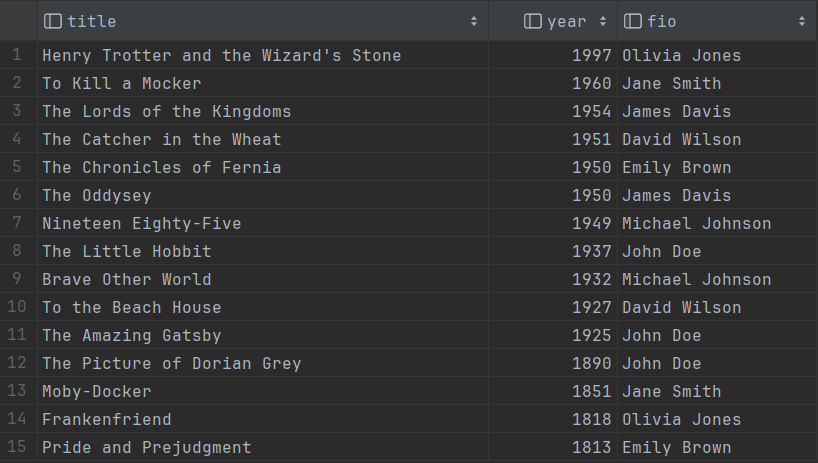 title year fio
1 Henry Trotter and the Wizard's Stone 1997 Olivia Jones
2 To Kill a Mocker 1960 Jane Smith
3 The Lords of the Kingdoms 1954 James Davis
4 The Catcher in the Wheat 1951 David Wilson
5 The Chronicles of Fernia 1950 Emily Brown
6 The Oddysey 1950 James Davis
7 Nineteen Eighty-Five 1949 Michael Johnson
8 The Little Hobbit 1937 John Doe
9 Brave Other World 1932 Michael Johnson
10 To the Beach House 1927 David Wilson
11 The Amazing Gatsby 1925 John Doe
12 The Picture of Dorian Grey 1890 John Doe
13 Moby-Docker 1851 Jane Smith
14 Frankenfriend 1818 Olivia Jones
15 Pride and Prejudgment 1813 Emily Brown